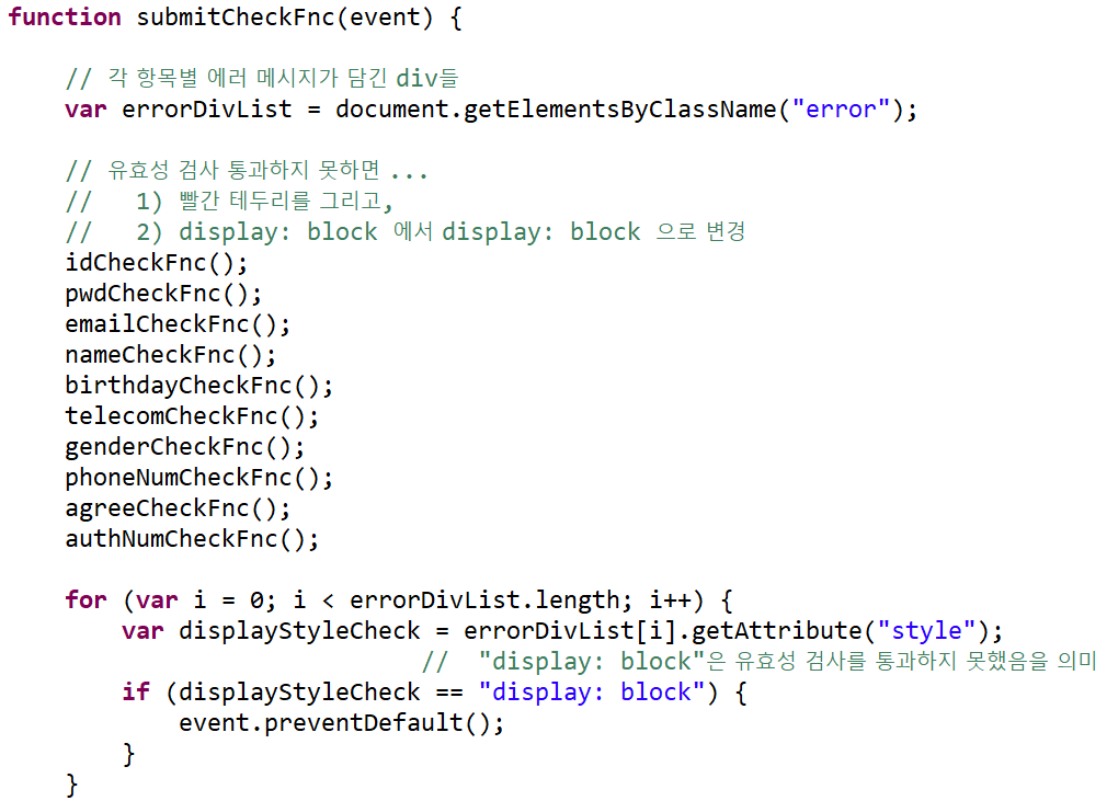 function submitCheckFnc(event) {
// 각 항목별 에러 메시지가 담긴 div들
var errorDivList = document.getElementsByClassName("error");
// 유효성 검사 통과하지 못하면 ...
//   1) 빨간 테두리를 그리고,
//   2) display: block 에서 display: block 으로 변경
idCheckFnc();
pwdCheckFnc();
emailCheckFnc();
nameCheckFnc();
birthdayCheckFnc();
telecomCheckFnc();
genderCheckFnc();
phoneNumCheckFnc();
agreeCheckFnc();
authNumCheckFnc();
for (var i = 0; i < errorDivList.length; i++) {
var displayStyleCheck = errorDivList[i].getAttribute("style");
//  "display: block"은 유효성 검사를 통과하지 못했음을 의미
if (displayStyleCheck == "display: block") {
event.preventDefault();
}
}